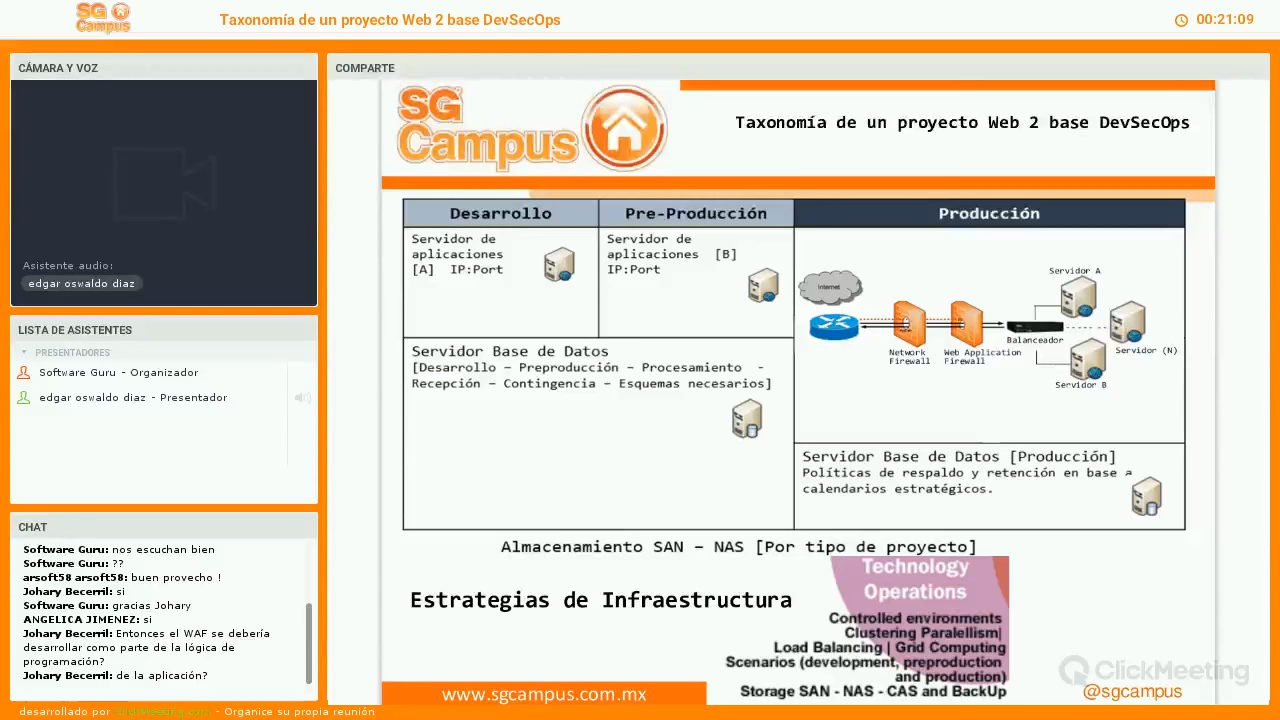 SG
Campus
Taxonomía de un proyecto Web 2 base DevSecOps
00:21:09
CÁMARA Y VOZ
Asistente audio:
edgar oswaldo diaz
LISTA DE ASISTENTES
PRESENTADORES
Software Guru - Organizador
edgar oswaldo diaz - Presentador
CHAT
Software Guru: nos escuchan bien
Software Guru: ??
arsoft58 arsoft58: buen provecho !
Johary Becerril: si
Software Guru: gracias Johary
ANGELICA JIMENEZ: si
Johary Becerril: Entonces el WAF se debería
desarrollar como parte de la lógica de
programación?
Johary Becerril: de la aplicación?
COMPARTE
SG
Campus
Taxonomía de un proyecto Web 2 base DevSecOps
Desarrollo
Pre-Producción
Producción
Servidor de
aplicaciones
[A] IP:Port
Servidor de
aplicaciones [B]
IP:Port
Internet
Network
Firewall
Web Application
Firewall
Balanceador
Servidor A
Servidor (N)
Servidor B
Servidor Base de Datos
[Desarrollo – Preproducción – Procesamiento -
Recepción – Contingencia – Esquemas necesarios]
Servidor Base de Datos [Producción]
Políticas de respaldo y retención en base a
calendarios estratégicos.
Almacenamiento SAN – NAS [Por tipo de proyecto]
Estrategias de Infraestructura
Technology
Operations
Controlled environments
Clustering Paralellism|
Load Balancing | Grid Computing
Scenarios (development, preproduction
and production)
Storage SAN - NAS - CAS and BackUp
www.sgcampus.com.mx
ClickMeeting
@sgcampus
desarrollado por ClickMeeting.com - Organice su propia reunión